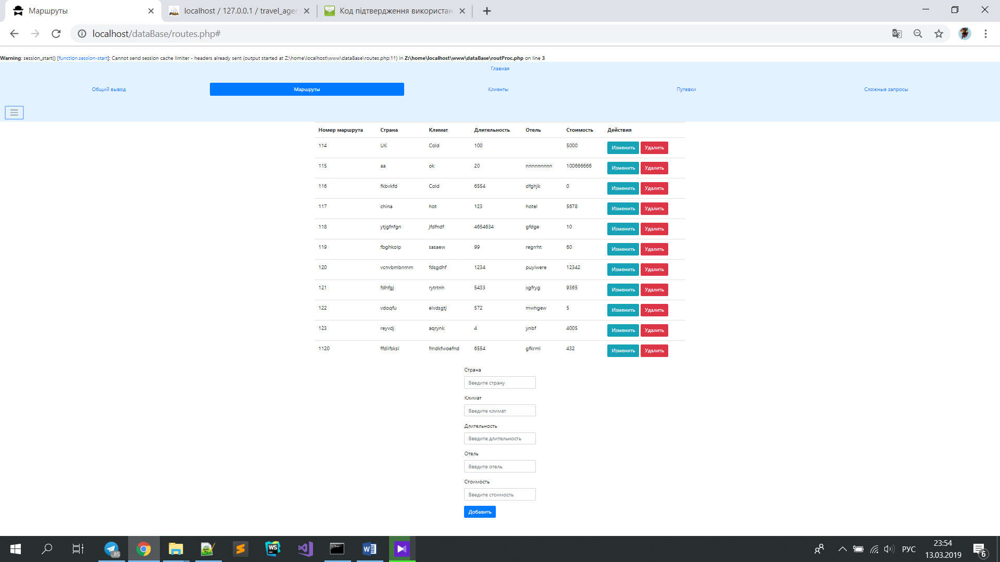 Маршруты
localhost / 127.0.0.1 / travel_agen
Код підтвердження використан
localhost/dataBase/routes.php#
Warning: session_start() [function.session-start]: Cannot send session cache limiter - headers already sent (output started at Z:\home\localhost\www\dataBase\routes.php:11) in Z:\home\localhost\www\dataBase\routProc.php on line 3
Главная
Общий вывод Маршруты Клиенты Путевки Сложные запросы
Номер маршрута Страна Климат Длительность Отель Стоимость Действия
114 UK Cold 100 5000 Изменить Удалить
115 aa ok 20 nnnnnnnnn 100666666 Изменить Удалить
116 fkbvkfd Cold 6554 dfghjk 0 Изменить Удалить
117 china hot 123 hotel 5678 Изменить Удалить
118 ytjgfnfgn jfdfndf 4654634 gfdge 10 Изменить Удалить
119 fbghkolp sasaew 99 regrrht 60 Изменить Удалить
120 vcnvbmbnmm fdsgdhf 1234 puyiwere 12342 Изменить Удалить
121 fdhfgj rytrtnh 5433 xgfryg 9365 Изменить Удалить
122 vdoqfu eivdsgtj 572 mwhgew 5 Изменить Удалить
123 reyvdj aqrynk 4 ynbf 4005 Изменить Удалить
1120 ffdiifsksl fmdkfwoefnd 6554 gfkrml 432 Изменить Удалить
Страна
Введите страну
Климат
Введите климат
Длительность
Введите длительность
Отель
Введите отель
Стоимость
Введите стоимость
Добавить
.85
WS
РУС
23:54
13.03.2019
6